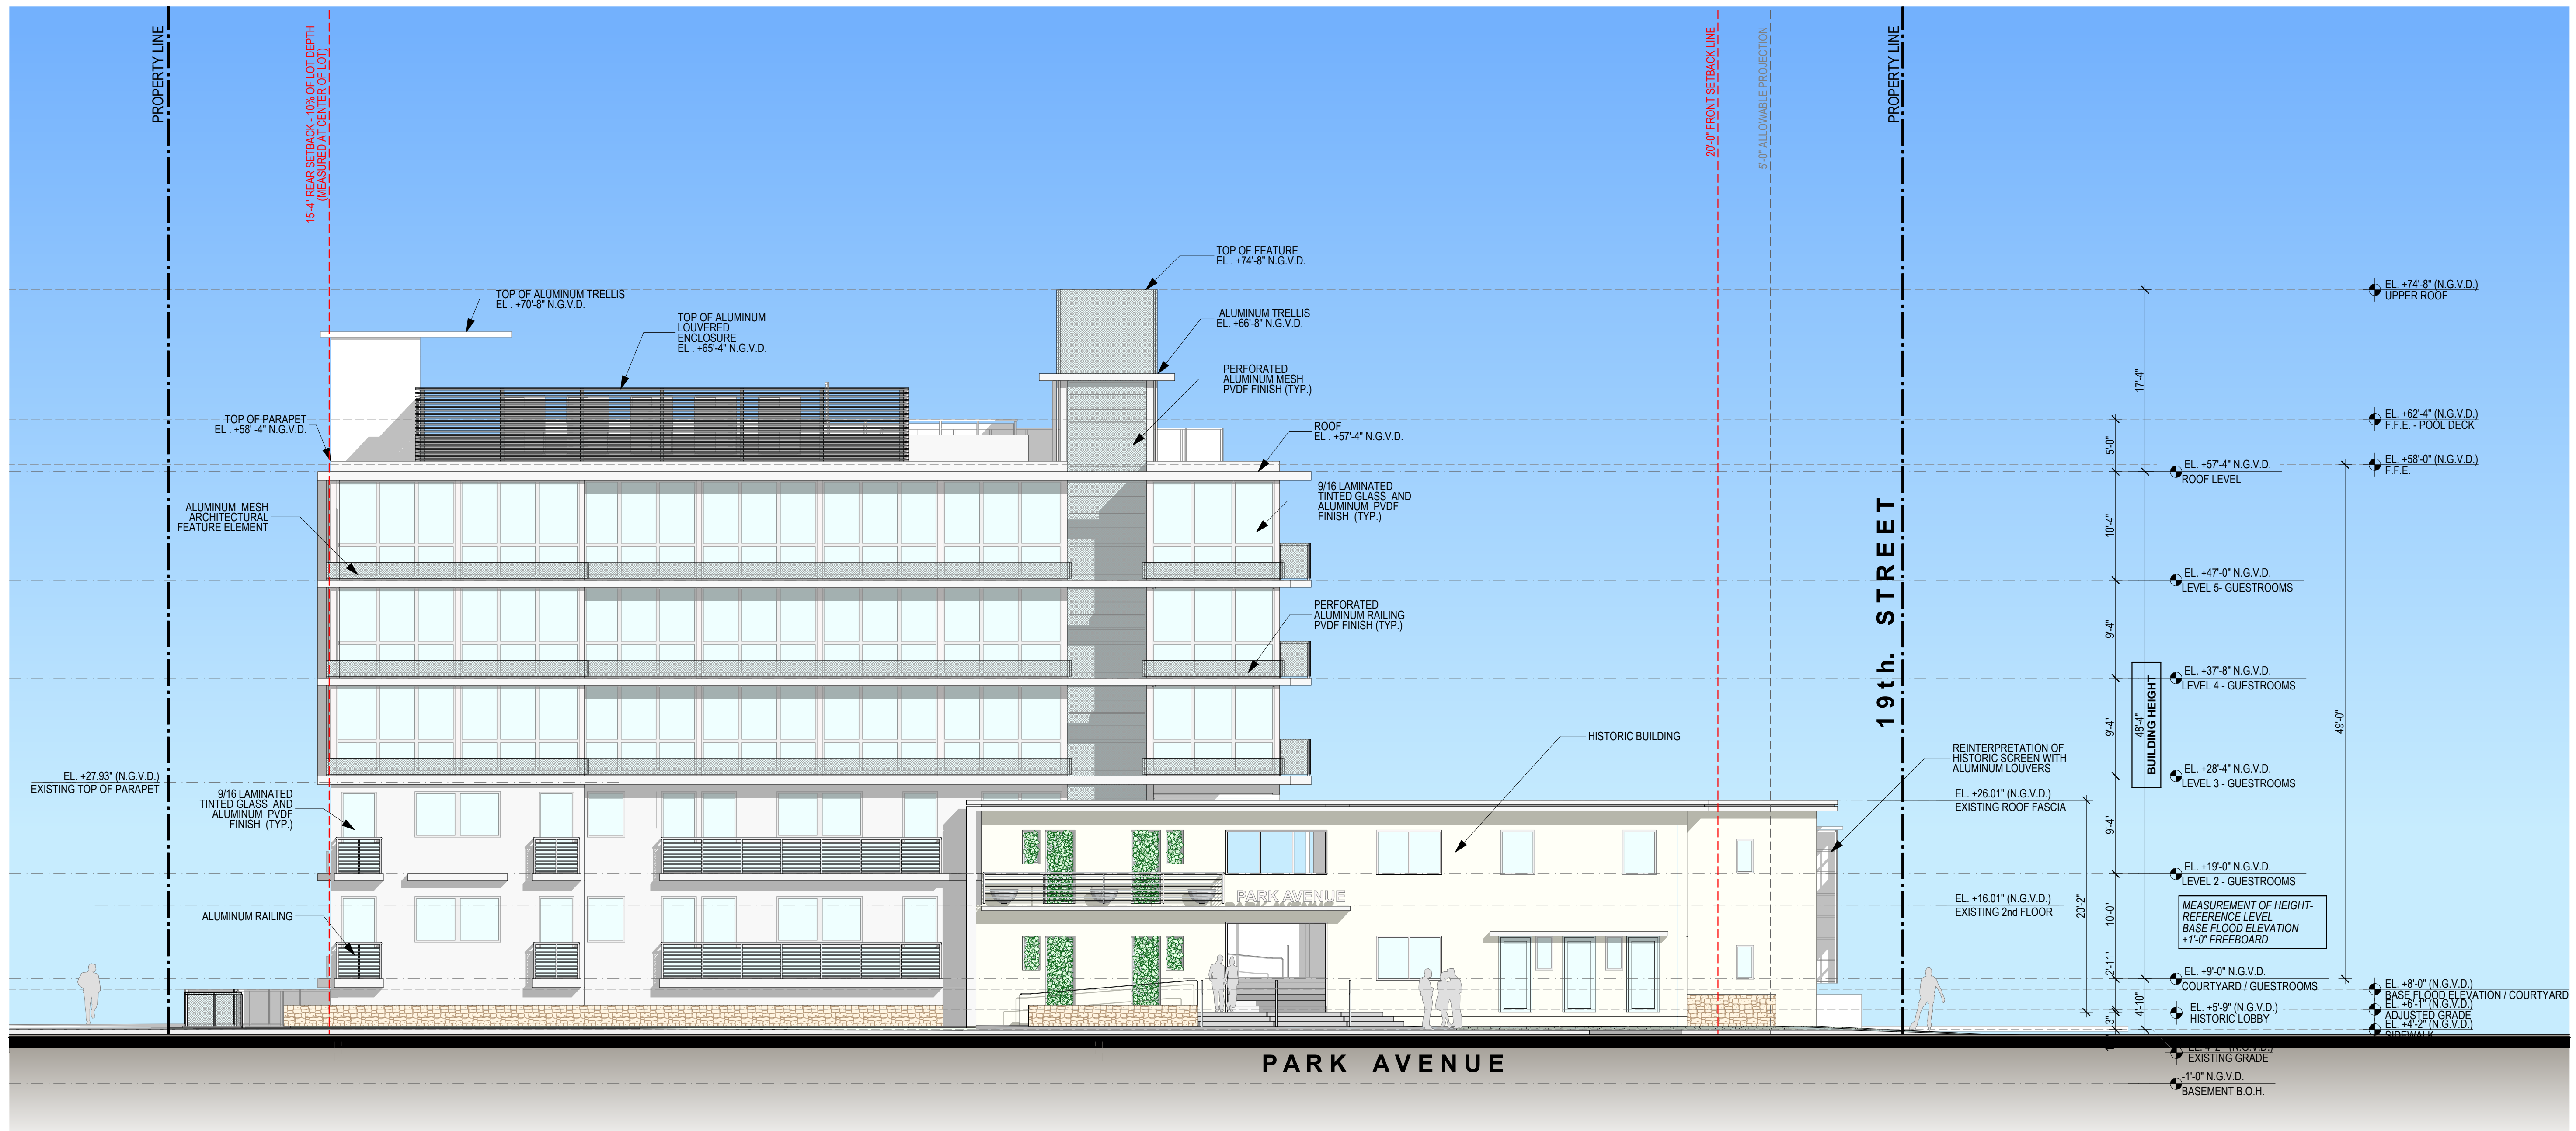 PROPERTY LINE
15'-4" REAR SETBACK - 10% OF LOT DEPTH
(MEASURED AT CENTER OF LOT)
20'-0" FRONT SETBACK LINE
5'-0" ALLOWABLE PROJECTION
PROPERTY LINE
TOP OF FEATURE
EL . +74'-8" N.G.V.D.
TOP OF ALUMINUM TRELLIS
EL . +70'-8" N.G.V.D.
TOP OF ALUMINUM
LOUVERED
ENCLOSURE
EL . +65'-4" N.G.V.D.
ALUMINUM TRELLIS
EL. +66'-8" N.G.V.D.
PERFORATED
ALUMINUM MESH
PVDF FINISH (TYP.)
TOP OF PARAPET
EL . +58' -4" N.G.V.D.
ROOF
EL . +57'-4" N.G.V.D.
ALUMINUM MESH
ARCHITECTURAL
FEATURE ELEMENT
9/16 LAMINATED
TINTED GLASS AND
ALUMINUM PVDF
FINISH (TYP.)
PERFORATED
ALUMINUM RAILING
PVDF FINISH (TYP.)
EL. +27.93" (N.G.V.D.)
EXISTING TOP OF PARAPET
9/16 LAMINATED
TINTED GLASS AND
ALUMINUM PVDF
FINISH (TYP.)
ALUMINUM RAILING
HISTORIC BUILDING
PARK AVENUE
19th. STREET
REINTERPRETATION OF
HISTORIC SCREEN WITH
ALUMINUM LOUVERS
EL. +26.01" (N.G.V.D.)
EXISTING ROOF FASCIA
EL. +16.01" (N.G.V.D.)
EXISTING 2nd FLOOR
20'-2"
17'-4"
5'-0"
10'-4"
9'-4"
9'-4"
9'-4"
10'-0"
2'-11"
4'-10"
48'-4"
BUILDING HEIGHT
49'-0"
EL. +74'-8" (N.G.V.D.)
UPPER ROOF
EL. +62'-4" (N.G.V.D.)
F.F.E. - POOL DECK
EL. +58'-0" (N.G.V.D.)
F.F.E.
EL. +57'-4" N.G.V.D.
ROOF LEVEL
EL. +47'-0" N.G.V.D.
LEVEL 5- GUESTROOMS
EL. +37'-8" N.G.V.D.
LEVEL 4 - GUESTROOMS
EL. +28'-4" N.G.V.D.
LEVEL 3 - GUESTROOMS
EL. +19'-0" N.G.V.D.
LEVEL 2 - GUESTROOMS
MEASUREMENT OF HEIGHT-
REFERENCE LEVEL
BASE FLOOD ELEVATION
+1'-0" FREEBOARD
EL. +9'-0" N.G.V.D.
COURTYARD / GUESTROOMS
EL. +8'-0" (N.G.V.D.)
BASE FLOOD ELEVATION / COURTYARD
EL. +6'-1" (N.G.V.D.)
ADJUSTED GRADE
EL. +5'-9" (N.G.V.D.)
HISTORIC LOBBY
EL. +4'-2" (N.G.V.D.)
SIDEWALK
EXISTING GRADE
-1'-0" N.G.V.D.
BASEMENT B.O.H.
PARK AVENUE